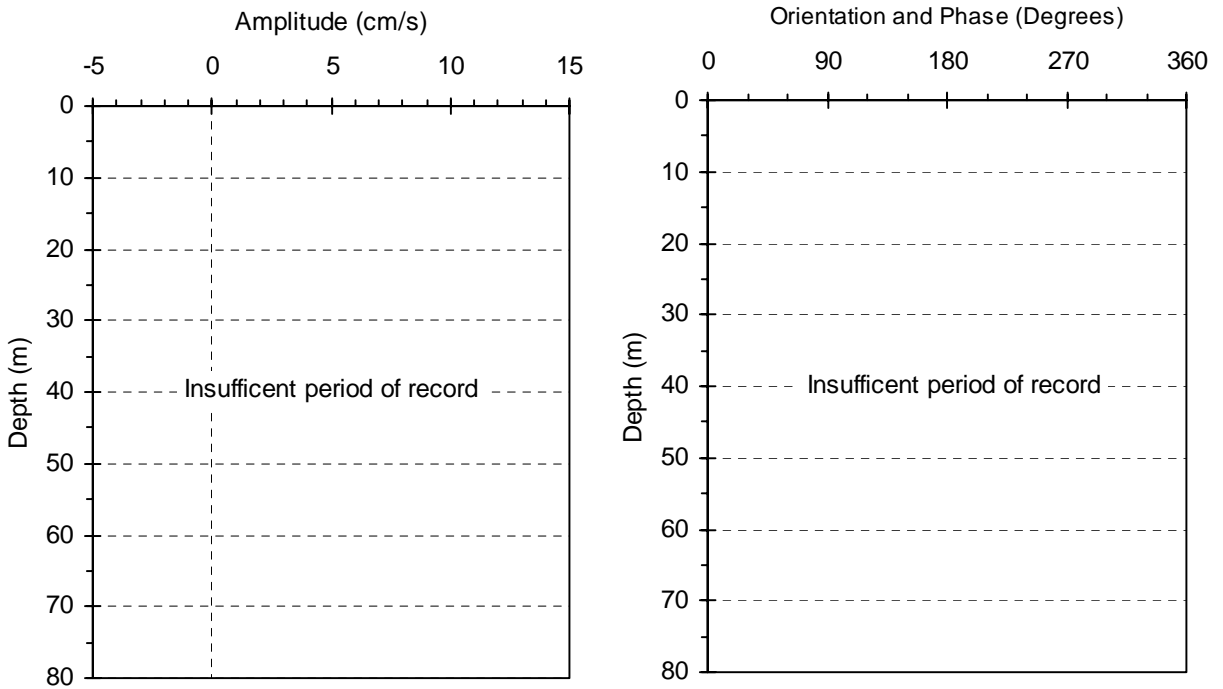 Amplitude (cm/s)
-5 0 5 10 15
0
10
20
30
40
50
60
70
80
Depth (m)
Insufficent period of record
Orientation and Phase (Degrees)
0 90 180 270 360
0
10
20
30
40
50
60
70
80
Depth (m)
Insufficent period of record